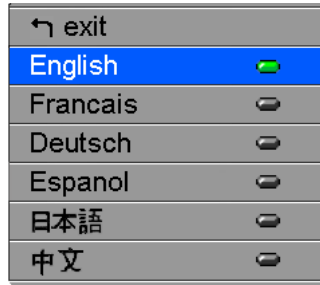 exit
English
Francais
Deutsch
Espanol
日本語
中文